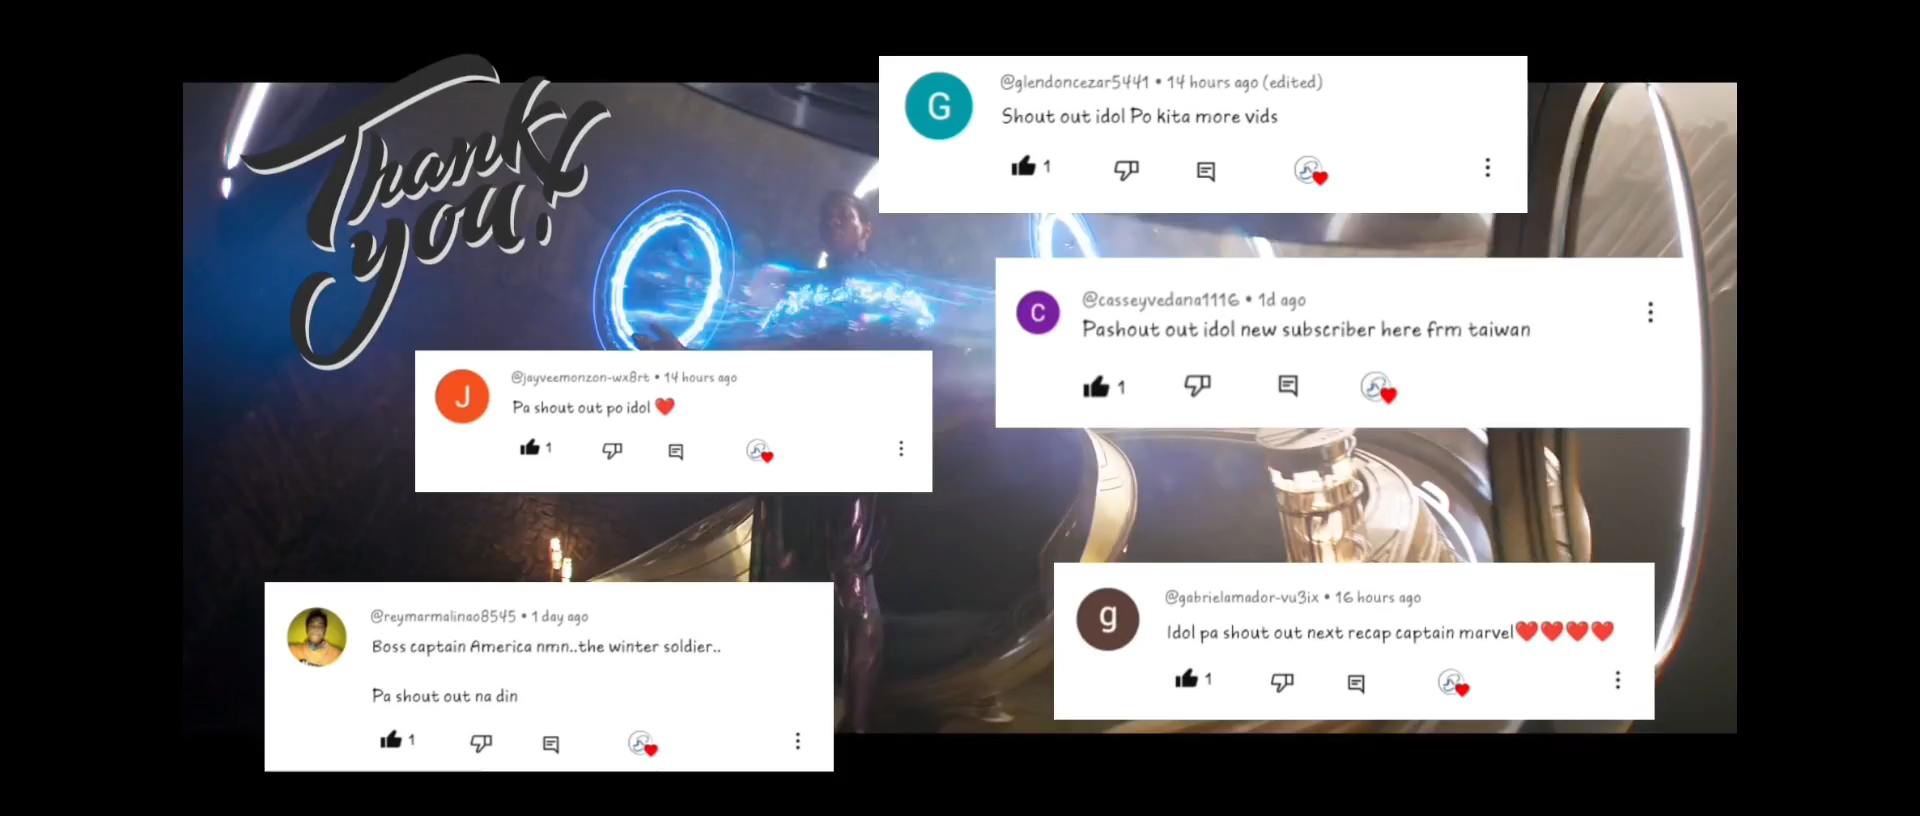 Thank
you!
G
@glendoncezar5441 • 14 hours ago (edited)
Shout out idol Po kita more vids
1
C
@casseyvedana1116 • 1d ago
Pashout out idol new subscriber here frm taiwan
1
J
@jayveemonzon-wx8rt • 14 hours ago
Pa shout out po idol ❤️
1
@reymarmalinao8545 • 1 day ago
Boss captain America nmn..the winter soldier..
Pa shout out na din
1
g
@gabrielamador-vu3ix • 16 hours ago
Idol pa shout out next recap captain marvel❤️❤️❤️❤️
1